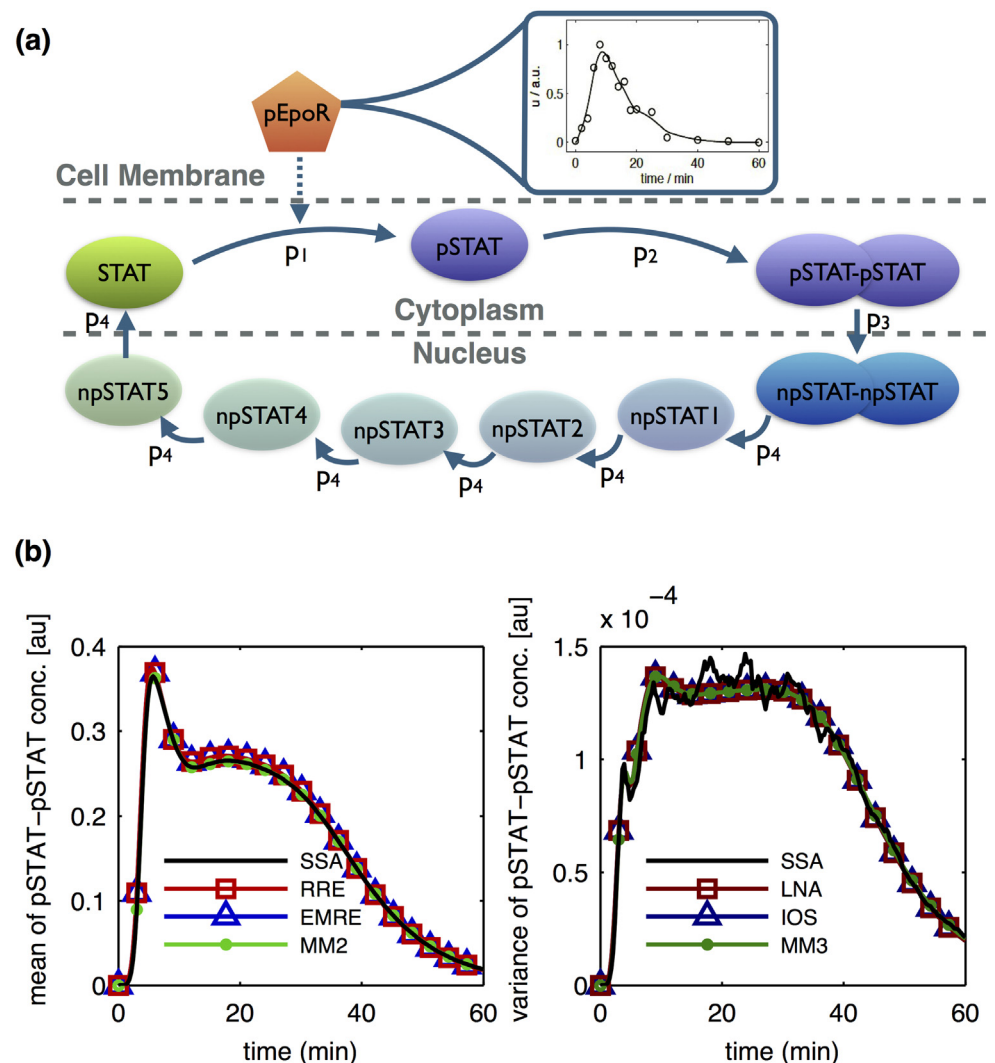 (a)
pEpoR
u / a.u.
1
0.5
0
0 20 40 60
time / min
Cell Membrane
STAT
P1
pSTAT
P2
pSTAT-pSTAT
Cytoplasm
P4
P3
Nucleus
npSTAT5
npSTAT4
npSTAT3
npSTAT2
npSTAT1
npSTAT-npSTAT
P4
P4
P4
P4
P4
(b)
mean of pSTAT–pSTAT conc. [au]
0.4
0.3
0.2
0.1
0
SSA
RRE
EMRE
MM2
0 20 40 60
time (min)
variance of pSTAT–pSTAT conc. [au]
x 10 –4
1.5
1
0.5
0
SSA
LNA
IOS
MM3
0 20 40 60
time (min)